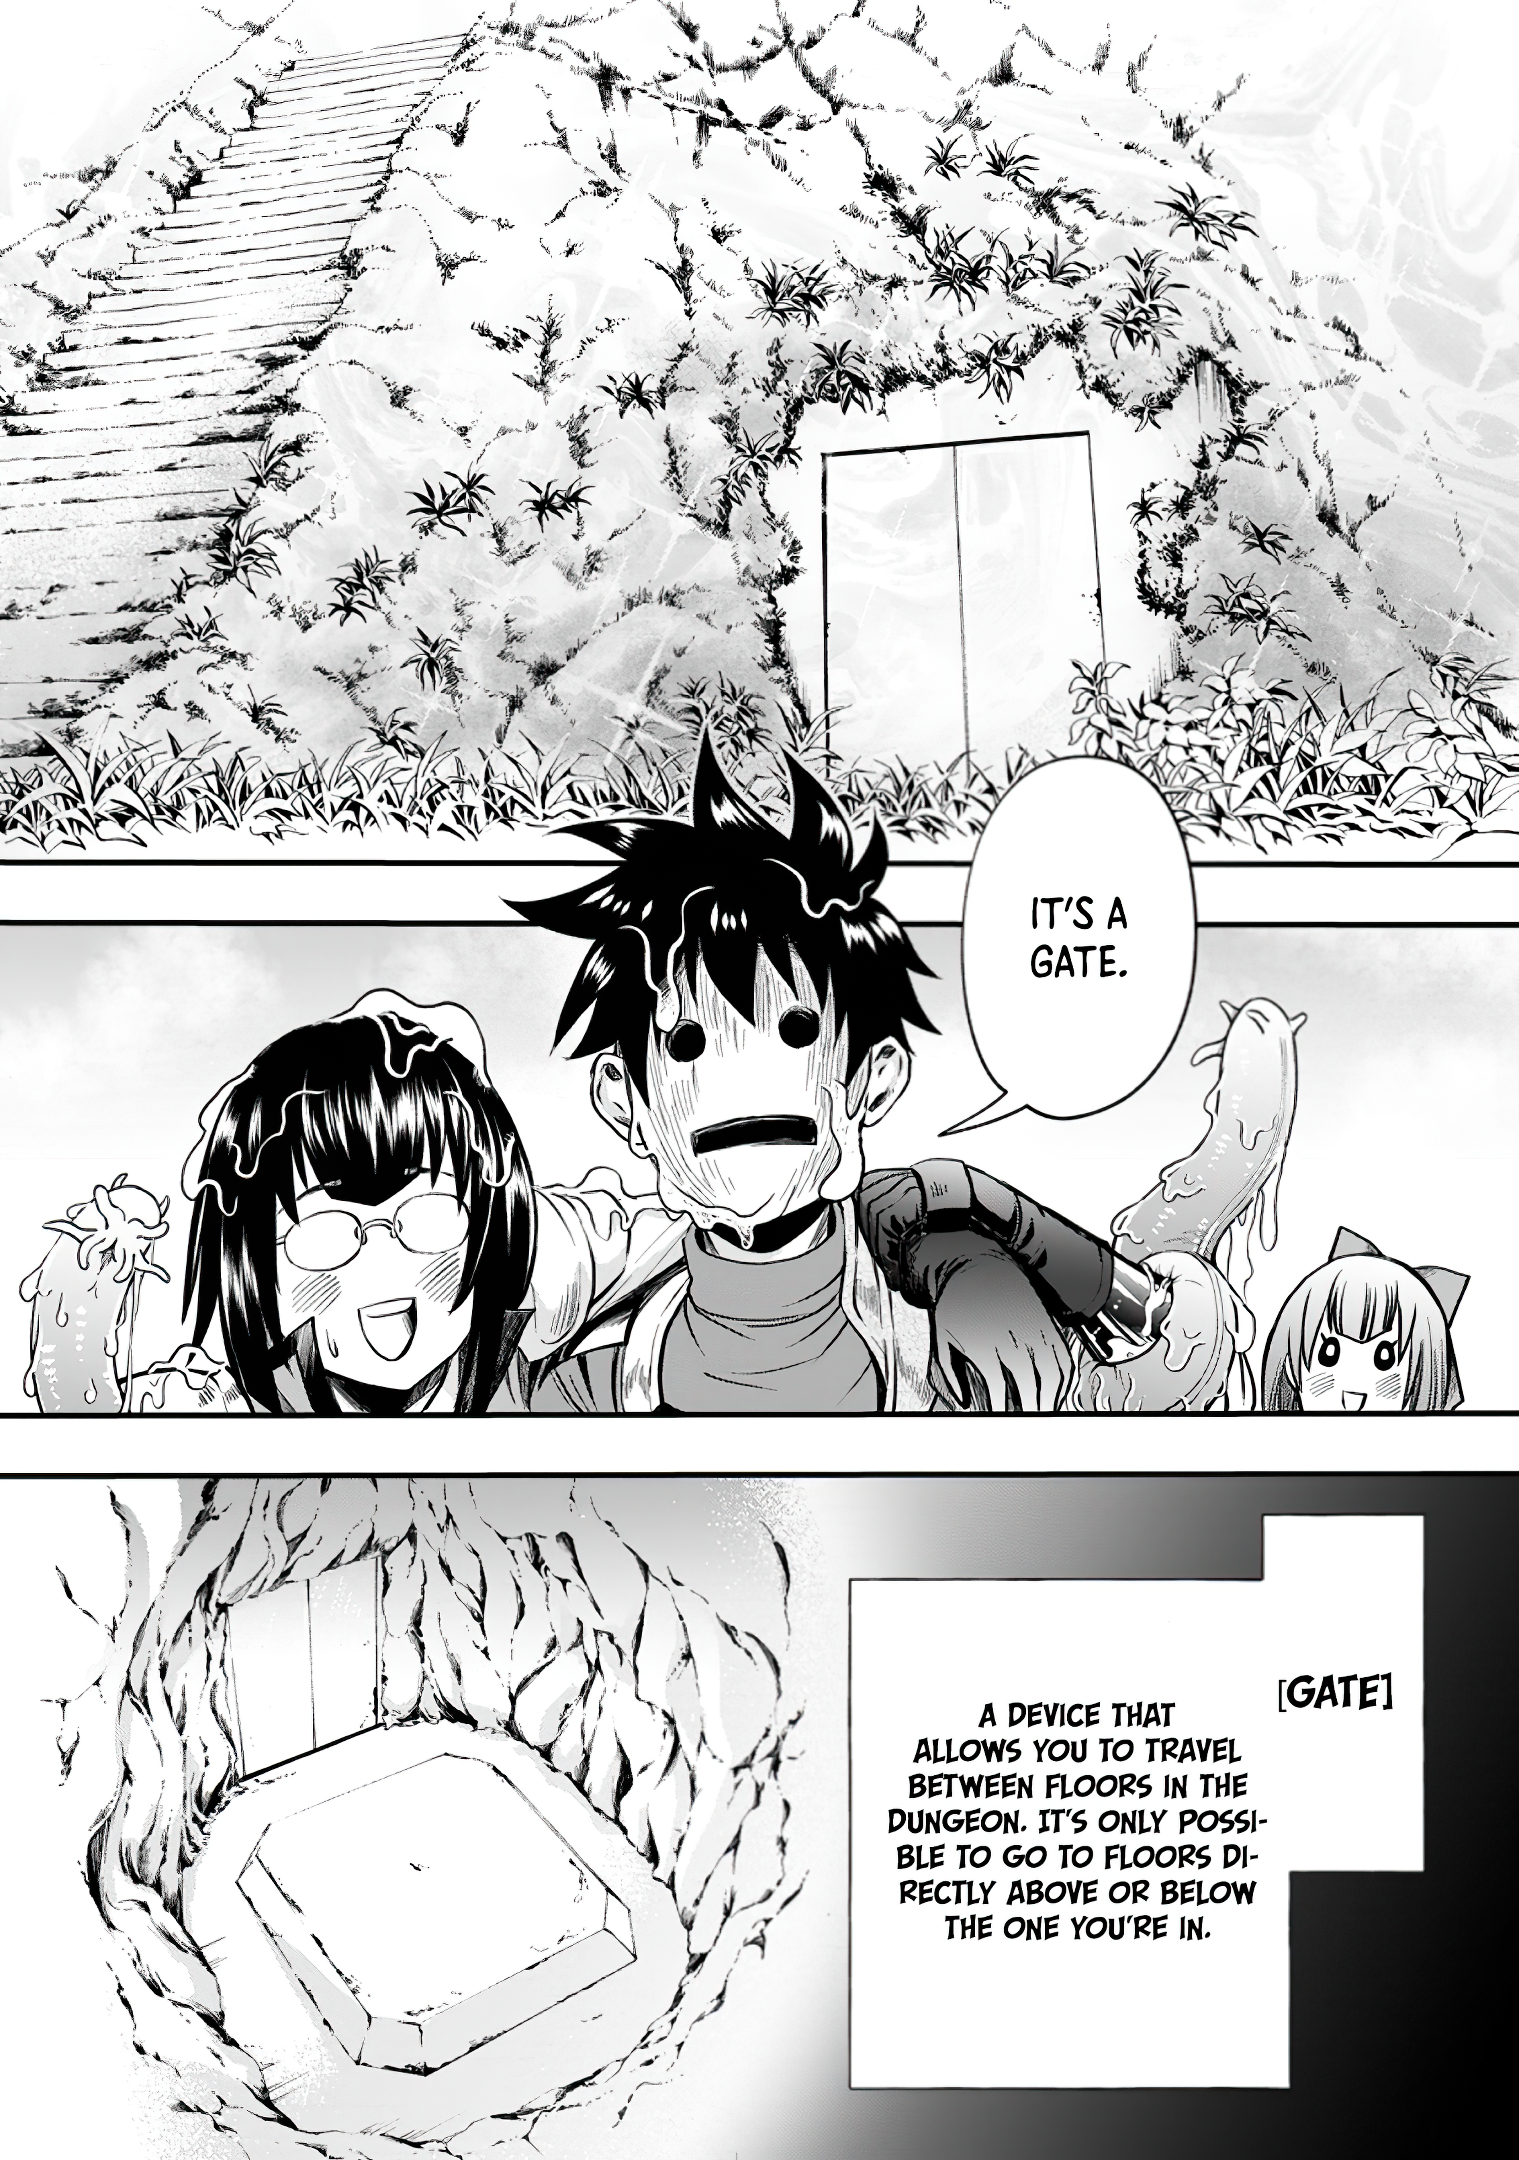 IT'S A
GATE.
[GATE]
A DEVICE THAT
ALLOWS YOU TO TRAVEL
BETWEEN FLOORS IN THE
DUNGEON. IT'S ONLY POSSI-
BLE TO GO TO FLOORS DI-
RECTLY ABOVE OR BELOW
THE ONE YOU'RE IN.